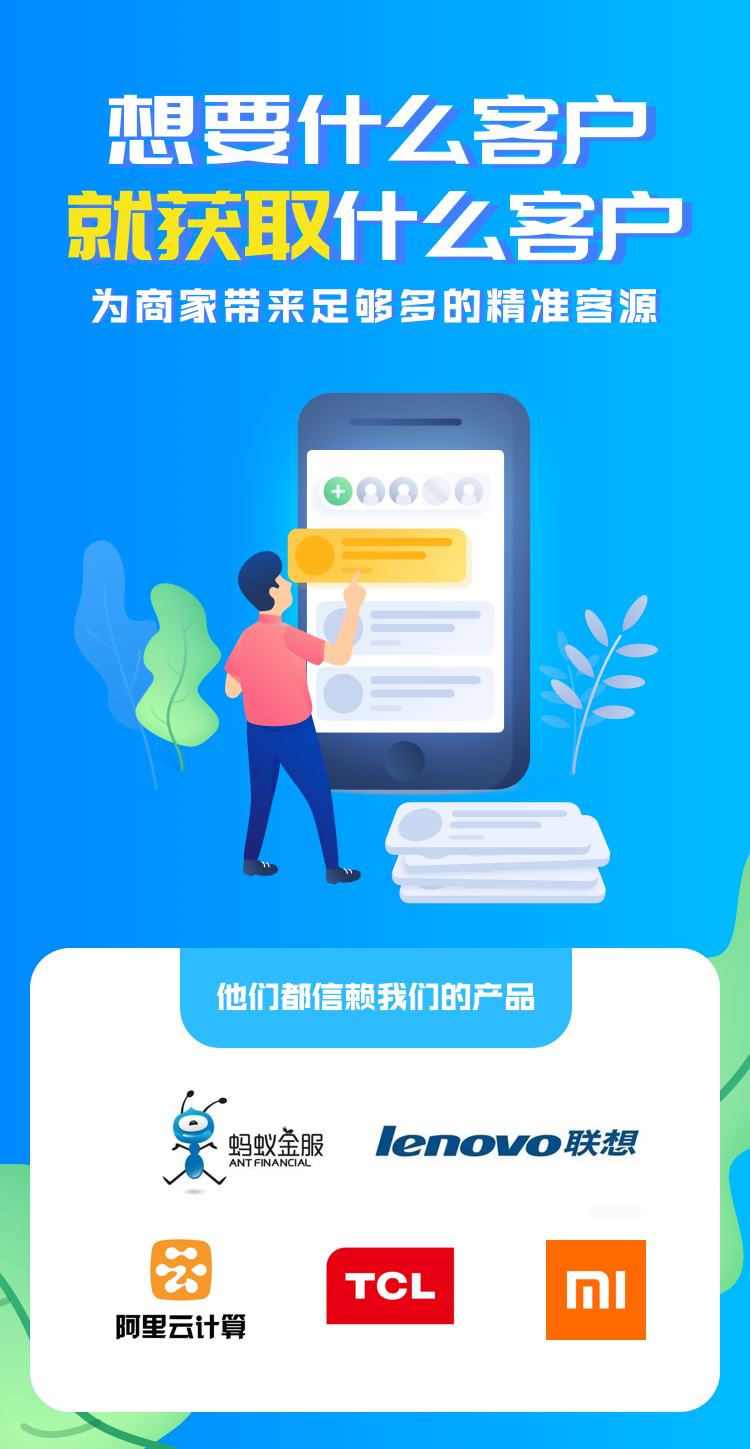 想要什么客户
就获取什么客户
为商家带来足够多的精准客源
他们都信赖我们的产品
蚂蚁金服
ANT FINANCIAL
lenovo联想
阿里云计算
TCL
mi